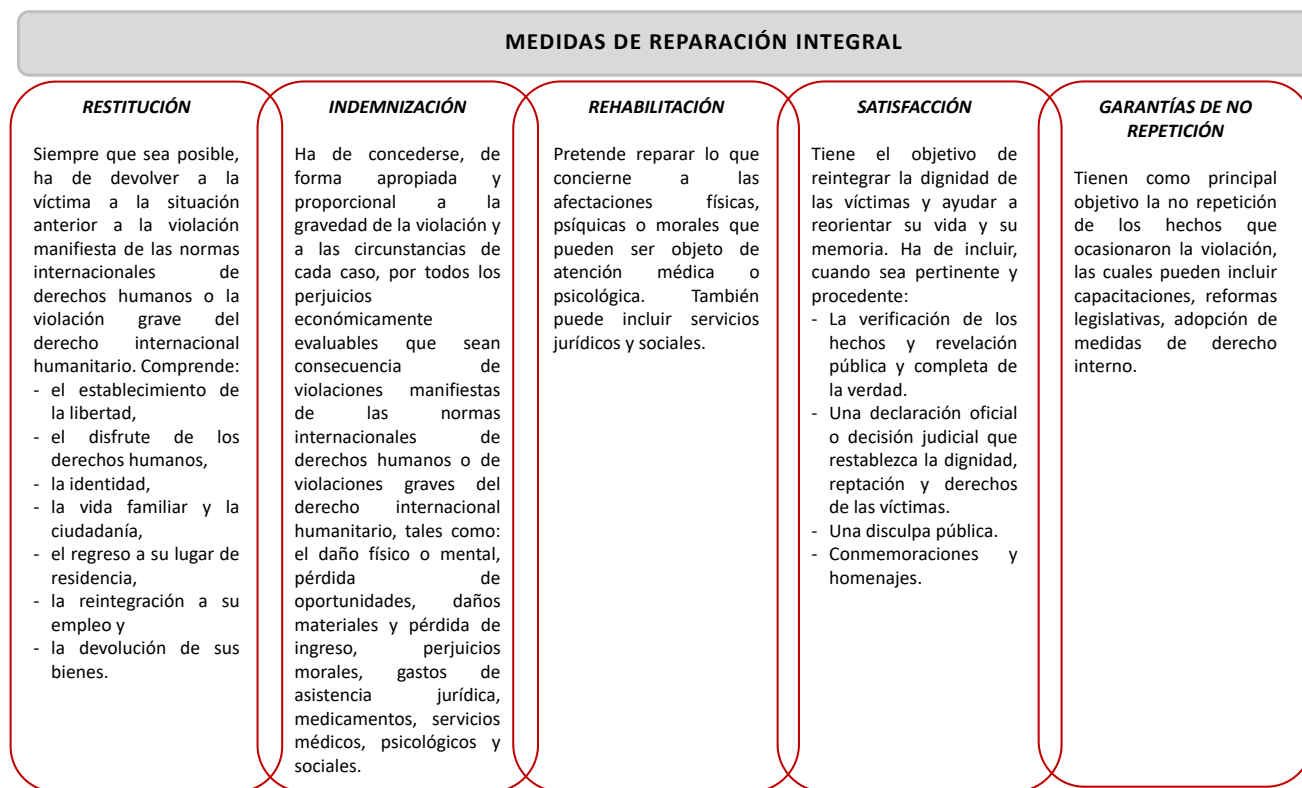 MEDIDAS DE REPARACIÓN INTEGRAL
RESTITUCIÓN
Siempre que sea posible,
ha de devolver a la
víctima a la situación
anterior a la violación
manifiesta de las normas
internacionales de
derechos humanos o la
violación grave del
derecho internacional
humanitario. Comprende:
- el establecimiento de
la libertad,
- el disfrute de los
derechos humanos,
- la identidad,
- la vida familiar y la
ciudadanía,
- el regreso a su lugar de
residencia,
- la reintegración a su
empleo y
- la devolución de sus
bienes.
INDEMNIZACIÓN
Ha de concederse, de
forma apropiada y
proporcional a la
gravedad de la violación y
a las circunstancias de
cada caso, por todos los
perjuicios
económicamente
evaluables que sean
consecuencia de
violaciones manifiestas
de las normas
internacionales de
derechos humanos o de
violaciones graves del
derecho internacional
humanitario, tales como:
el daño físico o mental,
pérdida de
oportunidades, daños
materiales y pérdida de
ingreso, perjuicios
morales, gastos de
asistencia jurídica,
medicamentos, servicios
médicos, psicológicos y
sociales.
REHABILITACIÓN
Pretende reparar lo que
concierne a las
afectaciones físicas,
psíquicas o morales que
pueden ser objeto de
atención médica o
psicológica. También
puede incluir servicios
jurídicos y sociales.
SATISFACCIÓN
Tiene el objetivo de
reintegrar la dignidad de
las víctimas y ayudar a
reorientar su vida y su
memoria. Ha de incluir,
cuando sea pertinente y
procedente:
- La verificación de los
hechos y revelación
pública y completa de
la verdad.
- Una declaración oficial
o decisión judicial que
restablezca la dignidad,
reptación y derechos
de las víctimas.
- Una disculpa pública.
- Conmemoraciones y
homenajes.
GARANTÍAS DE NO
REPETICIÓN
Tienen como principal
objetivo la no repetición
de los hechos que
ocasionaron la violación,
las cuales pueden incluir
capacitaciones, reformas
legislativas, adopción de
medidas de derecho
interno.